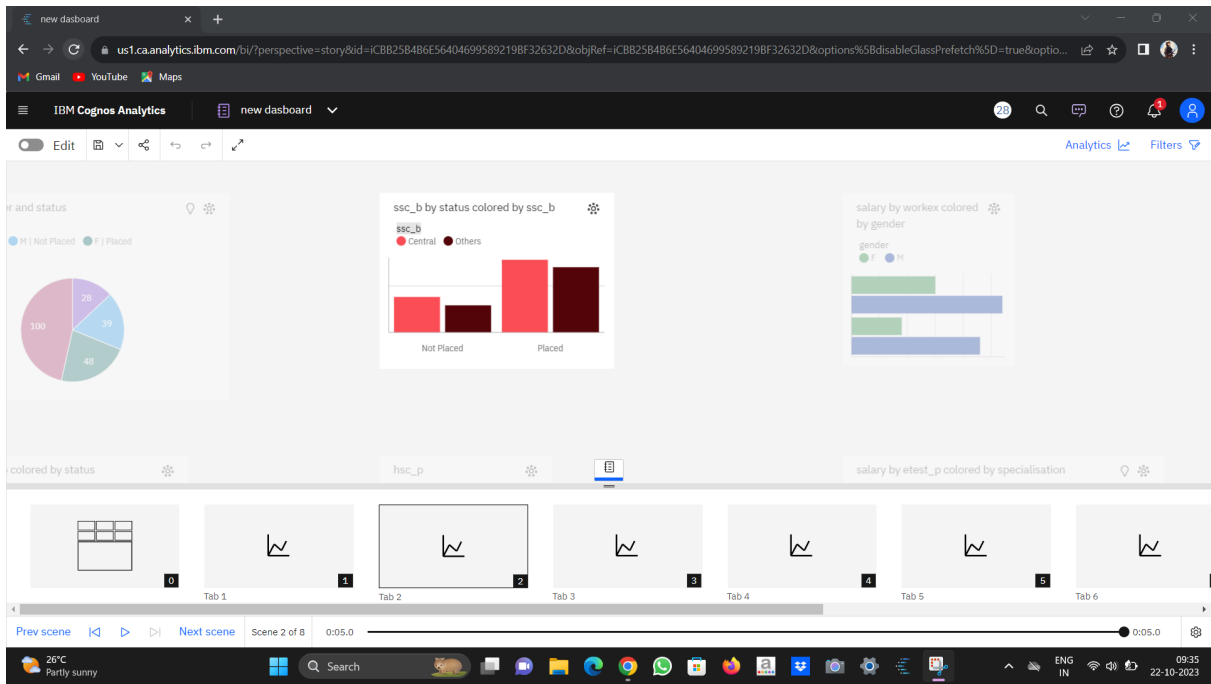 new dasboard
us1.ca.analytics.ibm.com/bi/?perspective=story&id=iCBB25B4B6E56404699589219BF32632D&objRef=iCBB25B4B6E56404699589219BF32632D&options%5BdisableGlassPrefetch%5D=true&optio...
Gmail YouTube Maps
IBM Cognos Analytics new dasboard 28 1
Edit Analytics Filters
er and status
M | Not Placed F | Placed
28
100
39
48
ssc_b by status colored by ssc_b
ssc_b
Central Others
Not Placed Placed
salary by workex colored
by gender
gender
F M
colored by status
hsc_p
salary by etest_p colored by specialisation
0 1 2 3 4 5
Tab 1 Tab 2 Tab 3 Tab 4 Tab 5 Tab 6
Prev scene Next scene Scene 2 of 8 0:05.0 0:05.0
26°C
Partly sunny
Search
a
ENG
IN
09:35
22-10-2023